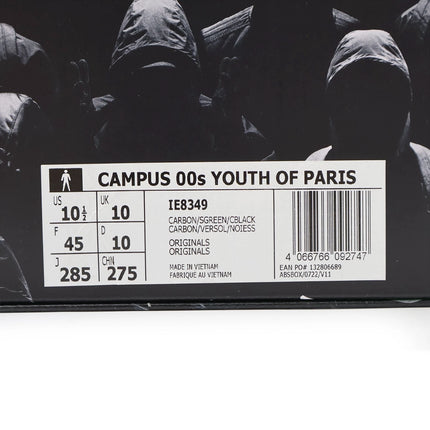 CAMPUS 00s YOUTH OF PARIS
US 10½ UK 10
F 45 D 10
J 285 CHN 275
IE8349
CARBON/SGREEN/CBLACK
CARBON/VERSOL/NOIESS
ORIGINALS
ORIGINALS
MADE IN VIETNAM
FABRIQUE AU VIETNAM
4 066766 092747
EAN PO# 132806689
ABSBOX/0722/V11